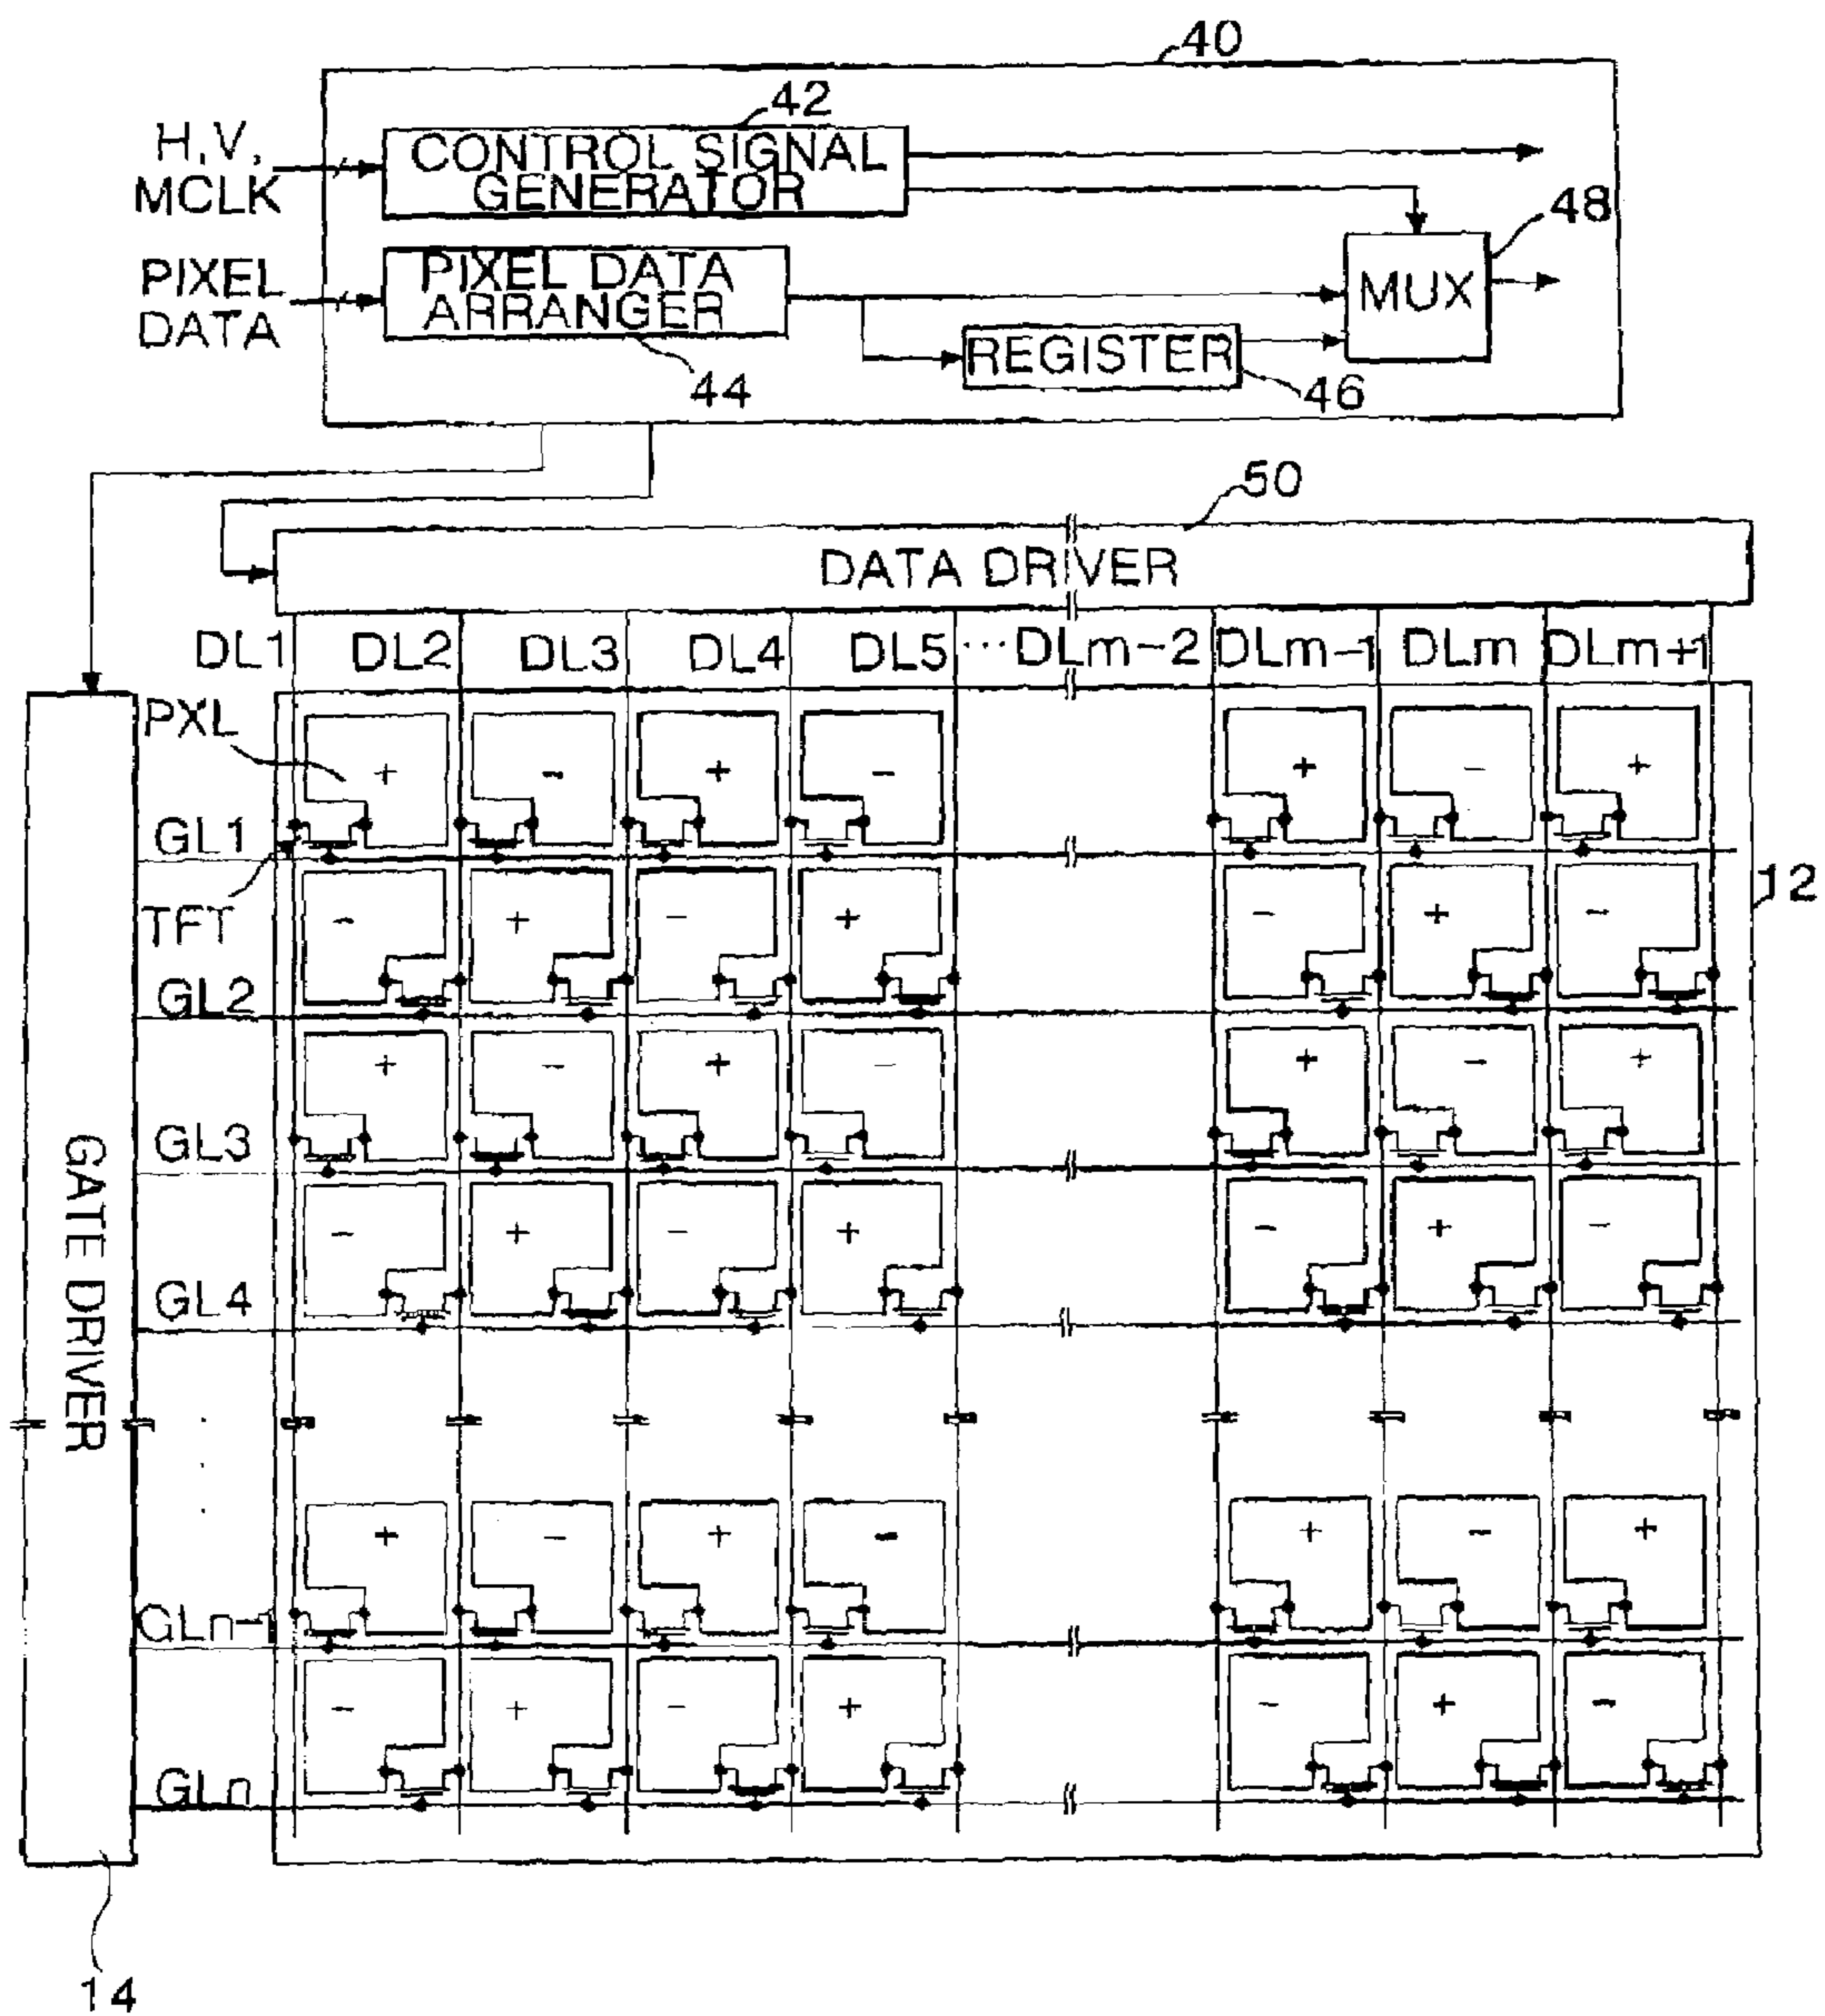 40
42
H,V,
MCLK
CONTROL SIGNAL
GENERATOR
48
PIXEL
DATA
PIXEL DATA
ARRANGER
MUX
REGISTER
44
46
50
DATA DRIVER
DL1 DL2 DL3 DL4 DL5 ... DLm-2 DLm-1 DLm DLm+1
PXL
+ - + - + - +
GL1
12
TFT
- + - + - + -
GL2
+ - + - + - +
GL3
GATE DRIVER
- + - + - + -
GL4
+ - + - + - +
GLn-1
- + - + - + -
GLn
14